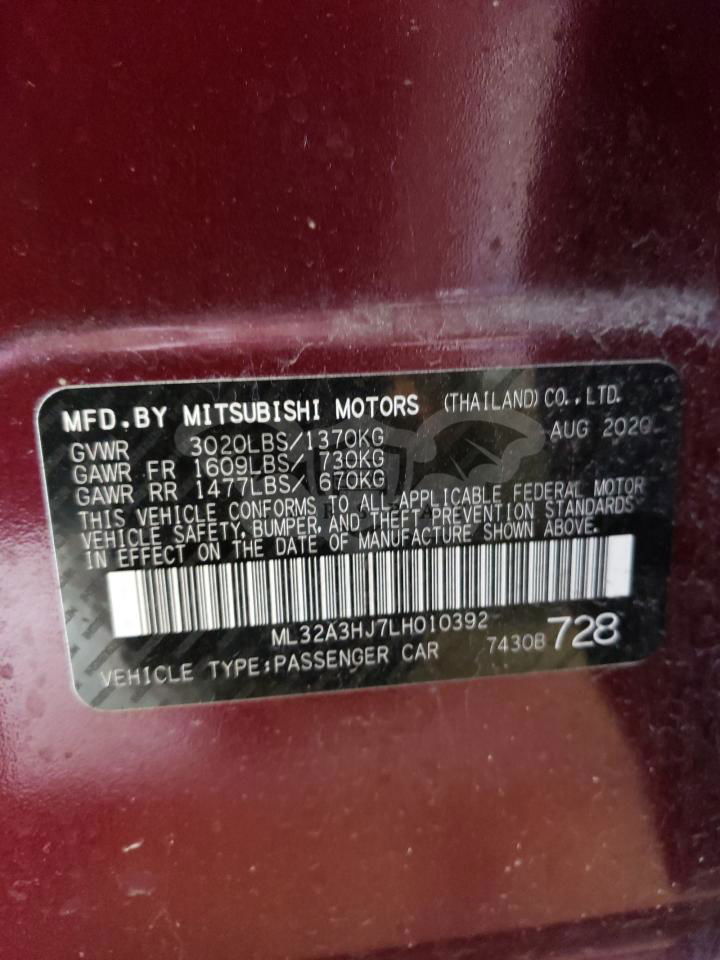 MFD.BY MITSUBISHI MOTORS (THAILAND) CO., LTD.
GVWR 3020LBS/1370KG AUG 2020
GAWR FR 1609LBS/ 730KG
GAWR RR 1477LBS/ 670KG
THIS VEHICLE CONFORMS TO ALL APPLICABLE FEDERAL MOTOR
VEHICLE SAFETY, BUMPER, AND THEFT PREVENTION STANDARDS
IN EFFECT ON THE DATE OF MANUFACTURE SHOWN ABOVE.
ML32A3HJ7LH010392
VEHICLE TYPE:PASSENGER CAR 7430B 728